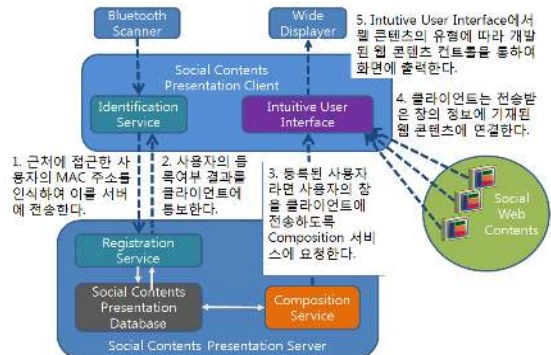 Bluetooth
Scanner
Wide
Displayer
5. Intutive User Interface에서
웹 콘텐츠의 유형에 따라 개발
된 웹 콘텐츠 컨트롤을 통하여
화면에 출력한다.
Social Contents
Presentation Client
Identification
Service
Intuitive User
Interface
4. 클라이언트는 전송받
은 창의 정보에 기재된
웹 콘텐츠에 연결한다.
1. 근처에 접근한 사
용자의 MAC 주소를
인식하여 이를 서버
에 전송한다.
2. 사용자의 등
록여부 결과를
클라이언트에
통보한다.
3. 등록된 사용자
라면 사용자의 창
을 클라이언트에
전송하도록
Composition 서비
스에 요청한다.
Social Web
Contents
Registration
Service
Social Contents
Presentation
Database
Composition
Service
Social Contents Presentation Server